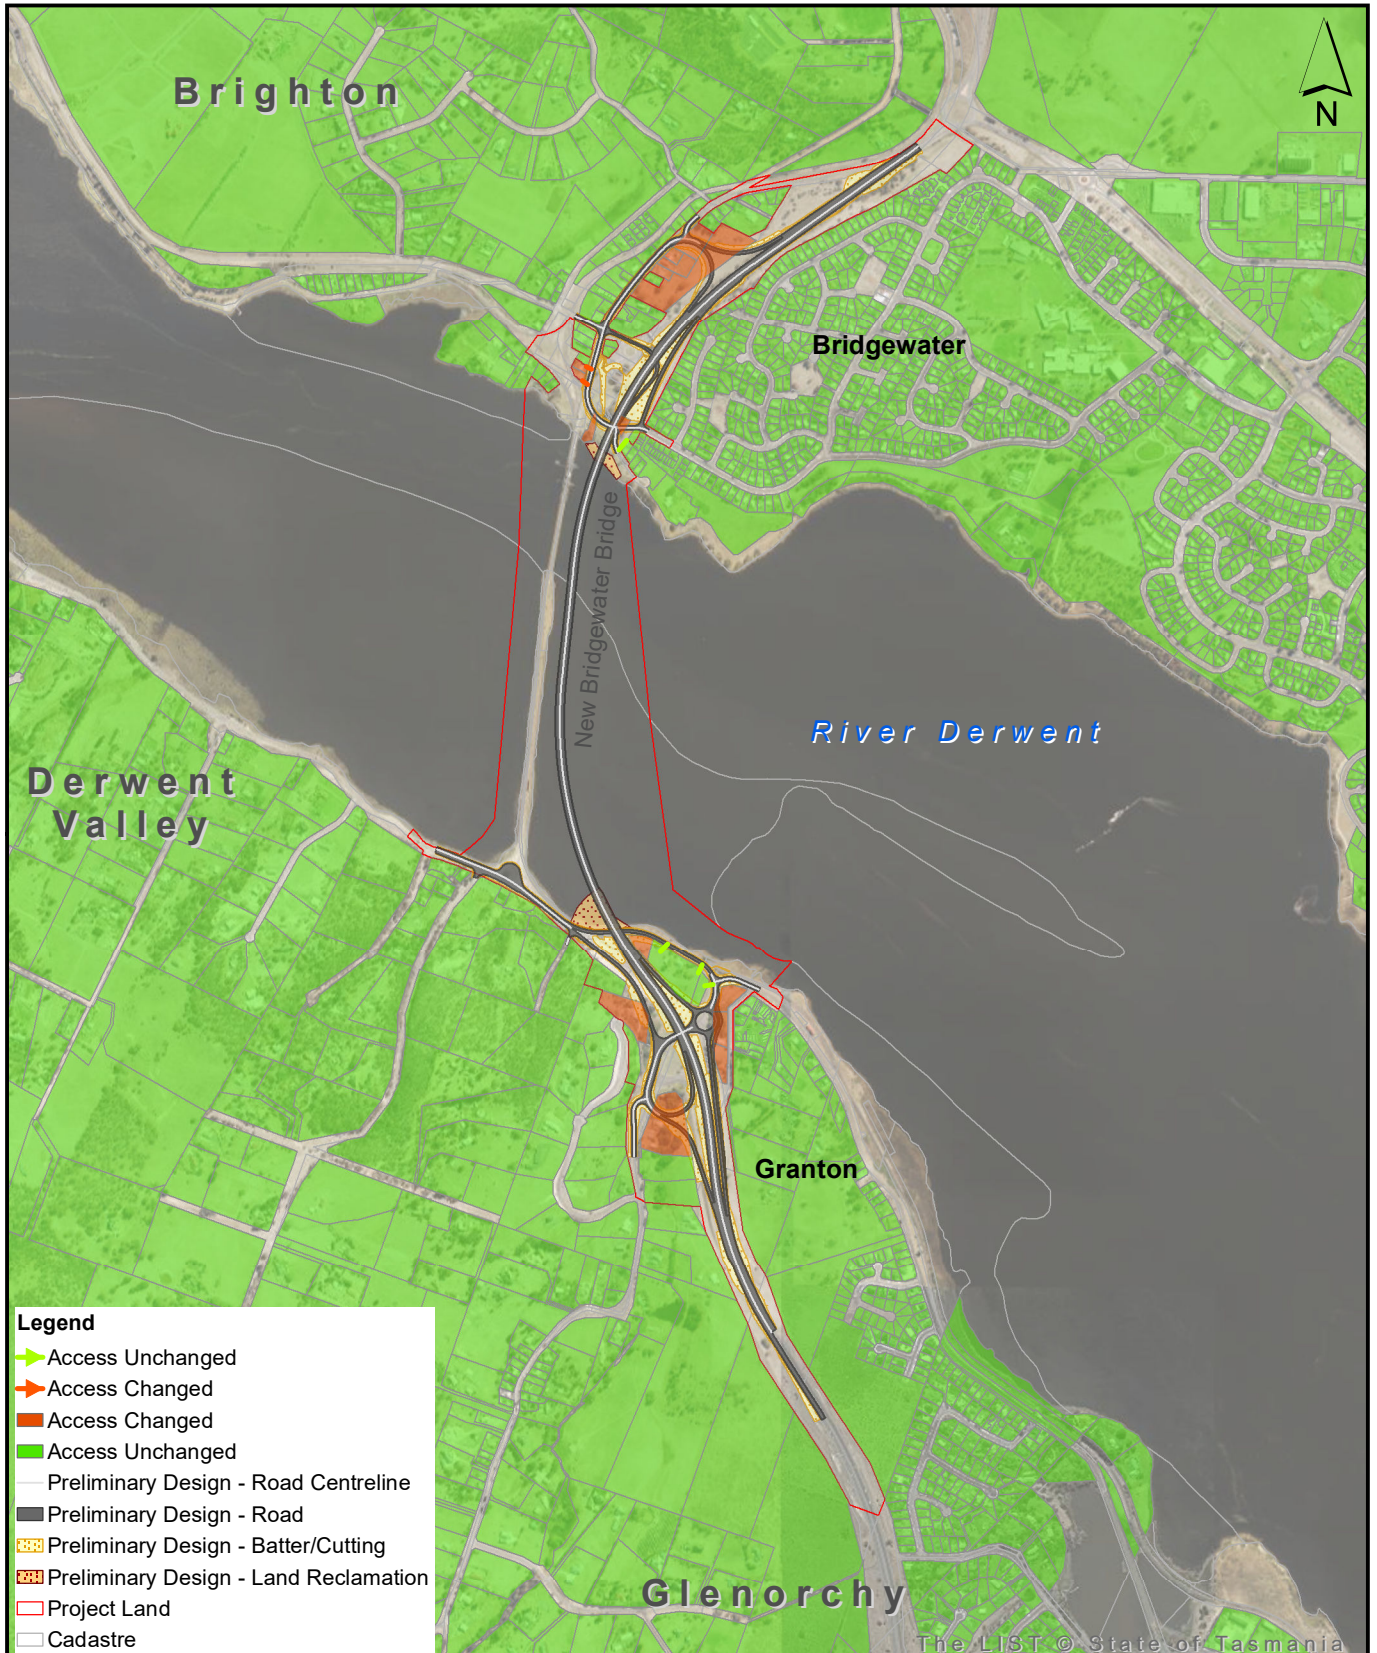 Brighton
N
Bridgewater
New Bridgewater Bridge
River Derwent
Derwent
Valley
Granton
Legend
Access Unchanged
Access Changed
Access Changed
Access Unchanged
Preliminary Design - Road Centreline
Preliminary Design - Road
Preliminary Design - Batter/Cutting
Preliminary Design - Land Reclamation
Project Land
Cadastre
Glenorchy
The LIST © State of Tasmania